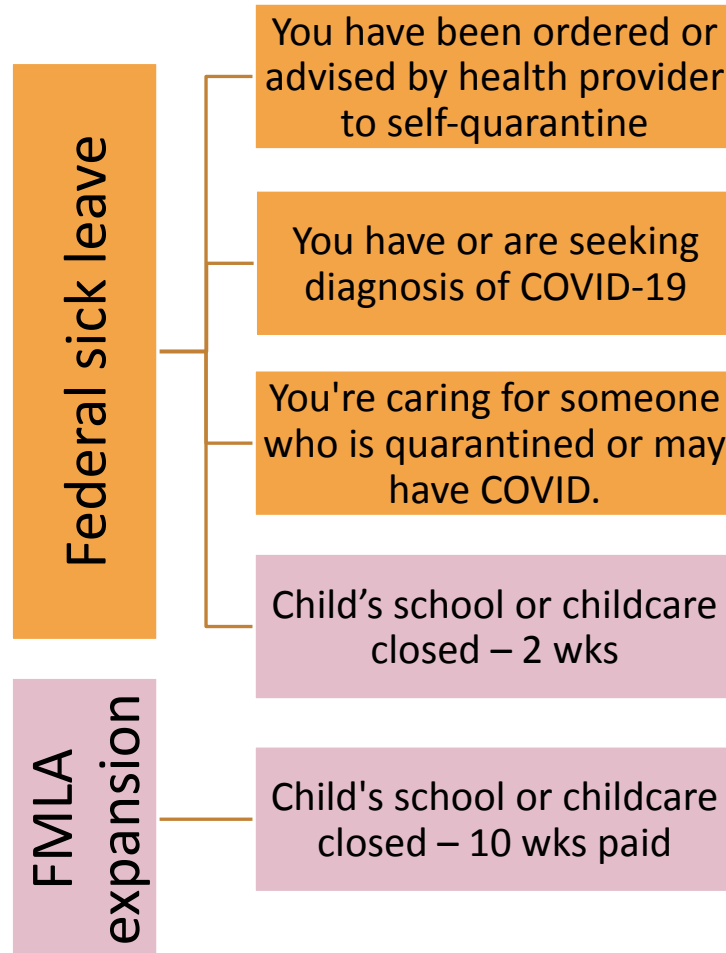 Federal sick leave
You have been ordered or
advised by health provider
to self-quarantine
You have or are seeking
diagnosis of COVID-19
You're caring for someone
who is quarantined or may
have COVID.
Child’s school or childcare
closed – 2 wks
FMLA
expansion
Child's school or childcare
closed – 10 wks paid